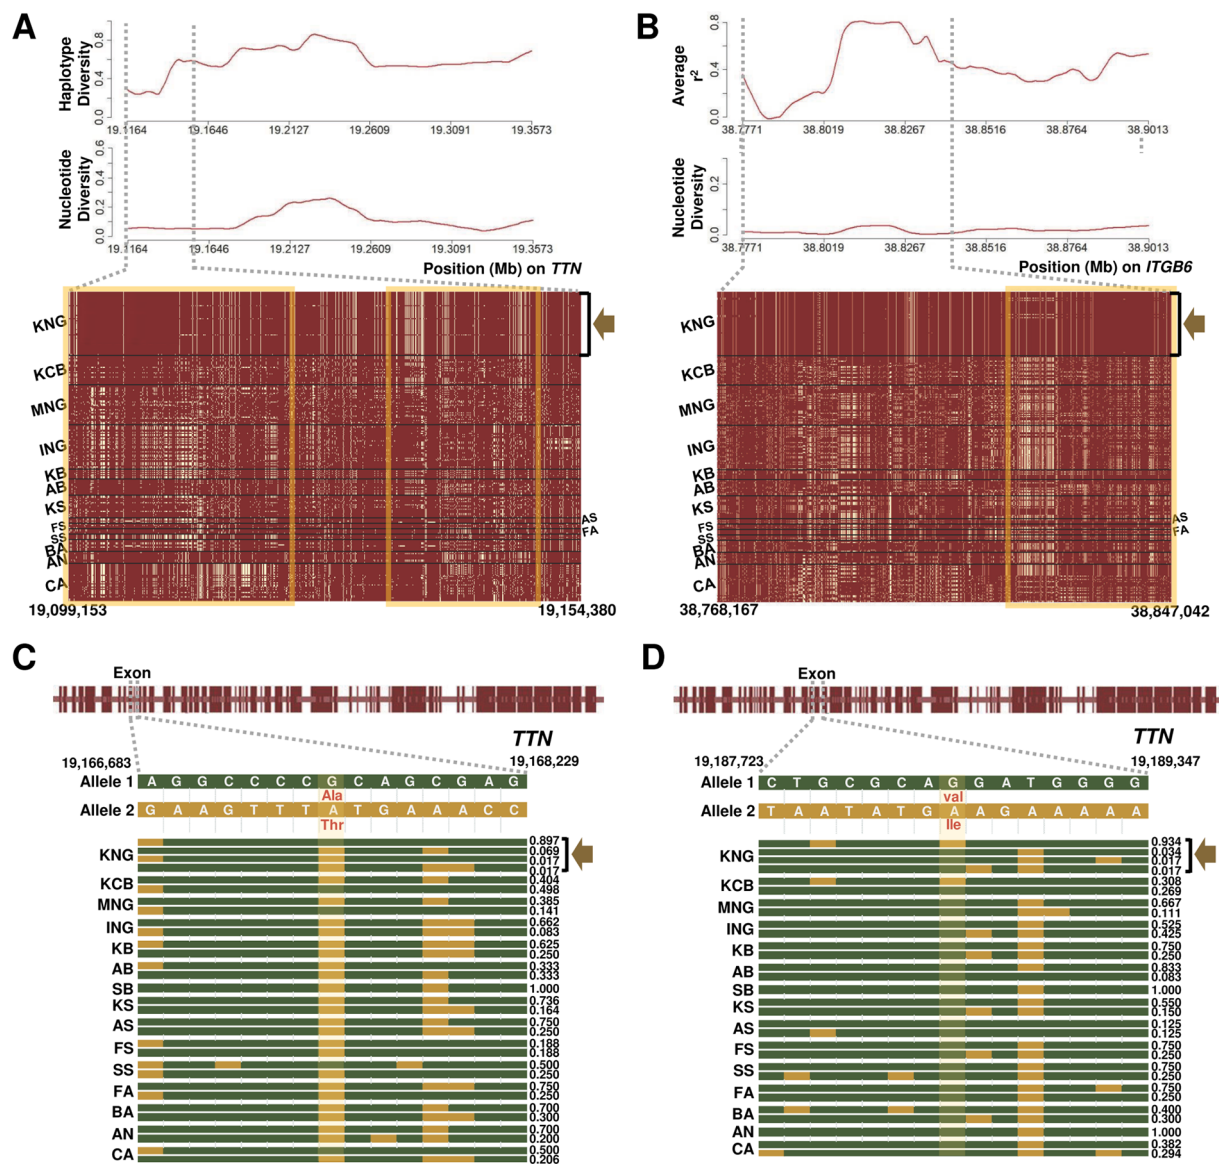 A
Haplotype
Diversity
0.0 0.4 0.8
19.1164 19.1646 19.2127 19.2609 19.3091 19.3573
Nucleotide
Diversity
0.0 0.2 0.4 0.6
19.1164 19.1646 19.2127 19.2609 19.3091 19.3573
Position (Mb) on TTN
KNG
KCB
MNG
ING
KB
AB
KS
AS
FS
FA
SS
BA
AN
CA
19,099,153 19,154,380
B
Average
r2
0.0 0.4 0.8
38.7771 38.8019 38.8267 38.8516 38.8764 38.9013
Nucleotide
Diversity
0.0 0.2
38.7771 38.8019 38.8267 38.8516 38.8764 38.9013
Position (Mb) on ITGB6
KNG
KCB
MNG
ING
KB
AB
KS
AS
FS
FA
SS
BA
AN
CA
38,768,167 38,847,042
C
Exon
TTN
19,166,683 19,168,229
Allele 1 A G G C C C C G C A G C G A G
Ala
Allele 2 G A A G T T T A T G A A A C C
Thr
KNG 0.897
0.069
0.017
0.017
KCB 0.404
0.498
MNG 0.385
0.141
ING 0.662
0.083
KB 0.625
0.250
AB 0.333
0.333
SB 1.000
KS 0.736
0.164
AS 0.750
0.250
FS 0.188
0.188
SS 0.500
0.250
FA 0.750
0.250
BA 0.700
0.300
AN 0.700
0.200
CA 0.500
0.206
D
Exon
TTN
19,187,723 19,189,347
Allele 1 C T G C G C A G G A T G G G G
val
Allele 2 T A A T A T G A A G A A A A A
Ile
KNG 0.934
0.034
0.017
0.017
KCB 0.308
0.269
MNG 0.667
0.111
ING 0.525
0.425
KB 0.750
0.250
AB 0.833
0.083
SB 1.000
KS 0.550
0.150
AS 0.125
0.125
FS 0.750
0.250
SS 0.750
0.250
FA 0.750
0.250
BA 0.400
0.300
AN 1.000
CA 0.382
0.294